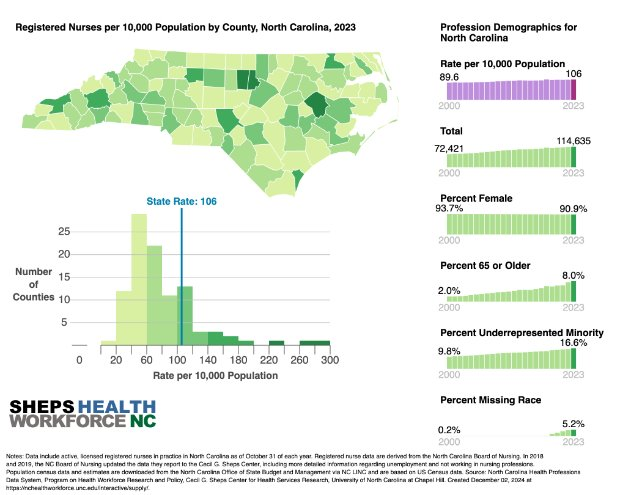 Registered Nurses per 10,000 Population by County, North Carolina, 2023
State Rate: 106
25
20
15
10
5
Number
of
Counties
0
20
60
100
140
180
220
260
300
Rate per 10,000 Population
SHEPS HEALTH
WORKFORCE NC
Profession Demographics for
North Carolina
Rate per 10,000 Population
89.6
106
2000
2023
Total
72,421
114,635
2000
2023
Percent Female
93.7%
90.9%
2000
2023
Percent 65 or Older
2.0%
8.0%
2000
2023
Percent Underrepresented Minority
9.8%
16.6%
2000
2023
Percent Missing Race
0.2%
5.2%
2000
2023
Notes: Data include active, licensed registered nurses in practice in North Carolina as of October 31 of each year. Registered nurse data are derived from the North Carolina Board of Nursing. In 2018
and 2019, the NC Board of Nursing updated the data they report to the Cecil G. Sheps Center, including more detailed information regarding unemployment and not working in nursing professions.
Population census data and estimates are downloaded from the North Carolina Office of State Budget and Management via NC LINC and are based on US Census data. Source: North Carolina Health Professions
Data System, Program on Health Workforce Research and Policy, Cecil G. Sheps Center for Health Services Research, University of North Carolina at Chapel Hill. Created December 02, 2024 at
https://nchealthworkforce.unc.edu/interactive/supply/.